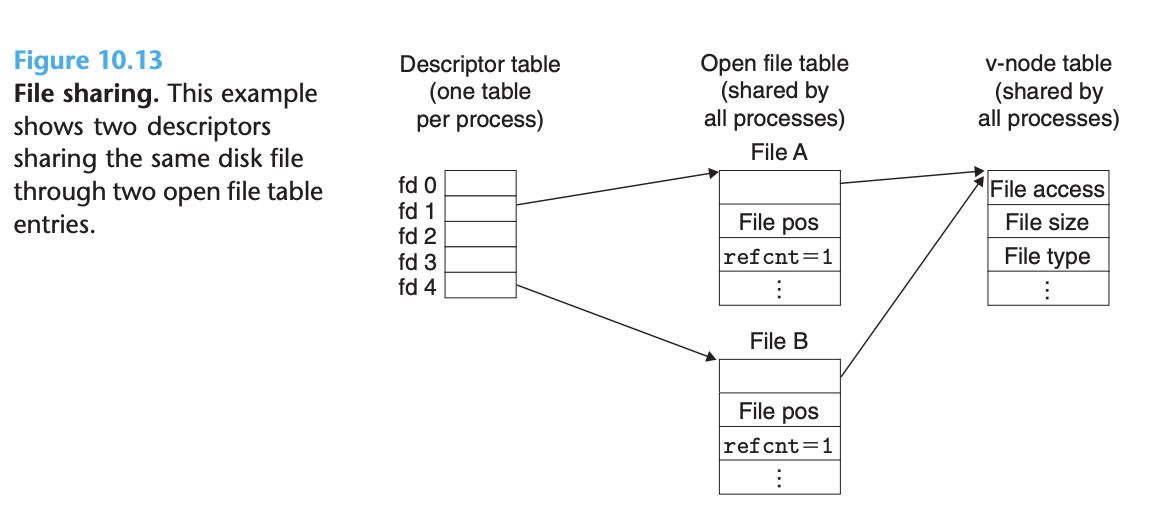 Figure 10.13
File sharing. This example
shows two descriptors
sharing the same disk file
through two open file table
entries.
Descriptor table
(one table
per process)
Open file table
(shared by
all processes)
v-node table
(shared by
all processes)
fd 0
fd 1
fd 2
fd 3
fd 4
File A
File pos
refcnt=1
⋮
File B
File pos
refcnt=1
⋮
File access
File size
File type
⋮